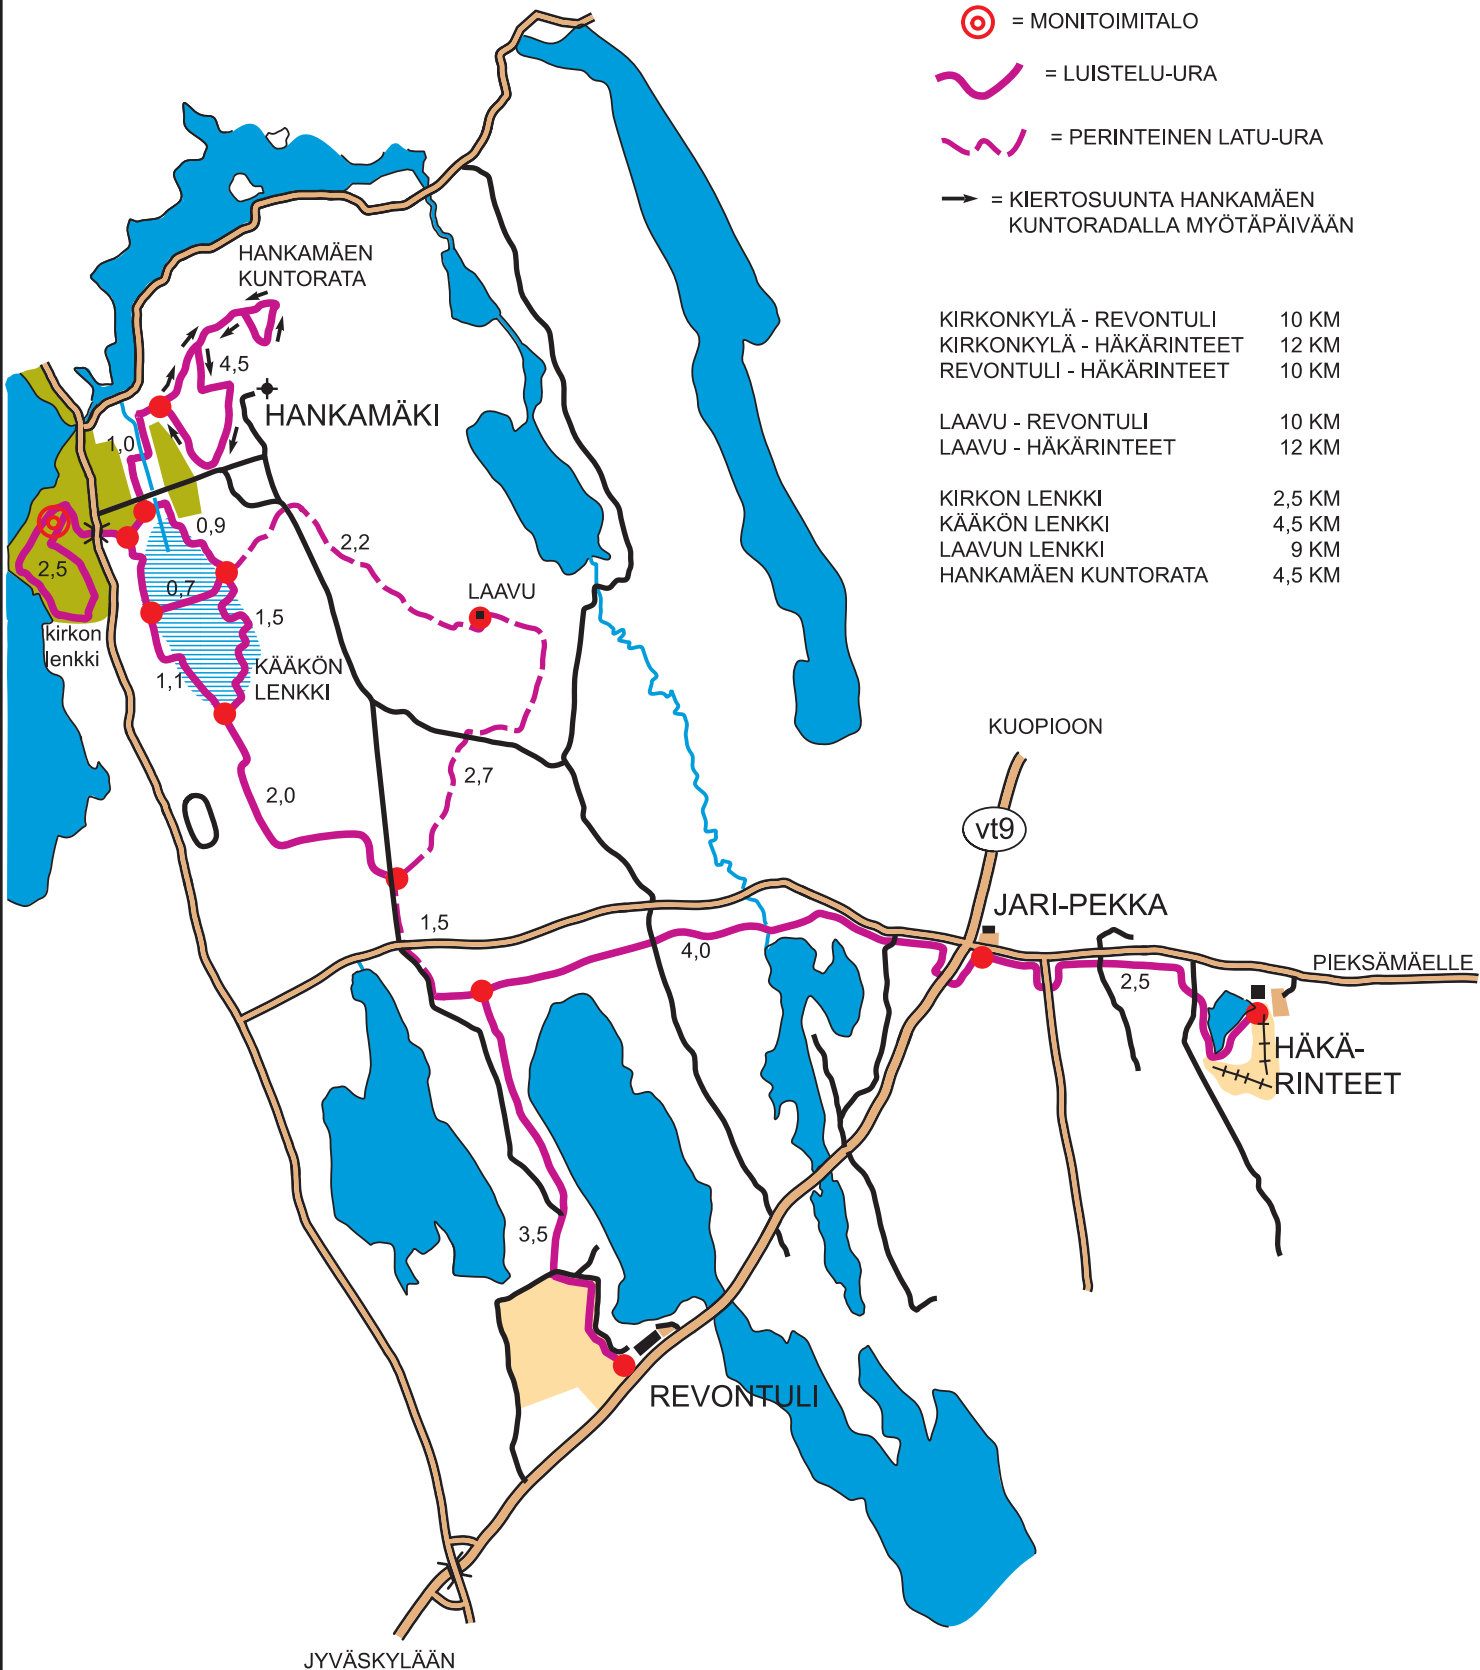 = MONITOIMITALO
= LUISTELU-URA
= PERINTEINEN LATU-URA
= KIERTOSUUNTA HANKAMÄEN
KUNTORADALLA MYÖTÄPÄIVÄÄN
HANKAMÄEN
KUNTORATA
KIRKONKYLÄ - REVONTULI 10 KM
KIRKONKYLÄ - HÄKÄRINTEET 12 KM
REVONTULI - HÄKÄRINTEET 10 KM
LAAVU - REVONTULI 10 KM
LAAVU - HÄKÄRINTEET 12 KM
KIRKON LENKKI 2,5 KM
KÄÄKÖN LENKKI 4,5 KM
LAAVUN LENKKI 9 KM
HANKAMÄEN KUNTORATA 4,5 KM
4,5
HANKAMÄKI
1,0
0,9
2,2
2,5
0,7
LAAVU
1,5
kirkon
lenkki
KÄÄKÖN
LENKKI
1,1
KUOPIOON
2,7
2,0
vt9
JARI-PEKKA
1,5
4,0
PIEKSÄMÄELLE
2,5
HÄKÄ-
RINTEET
3,5
REVONTULI
JYVÄSKYLÄÄN